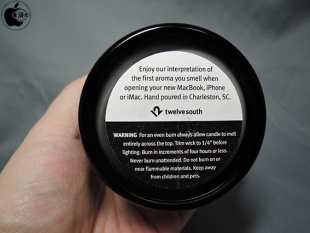 Enjoy our interpretation of
the first aroma you smell when
opening your new MacBook, iPhone
or iMac. Hand poured in Charleston, SC.
twelvesouth
WARNING For an even burn always allow candle to melt
entirely across the top. Trim wick to 1/4" before
lighting. Burn in increments of four hours or less.
Never burn unattended. Do not burn on or
near flammable materials. Keep away
from children and pets.